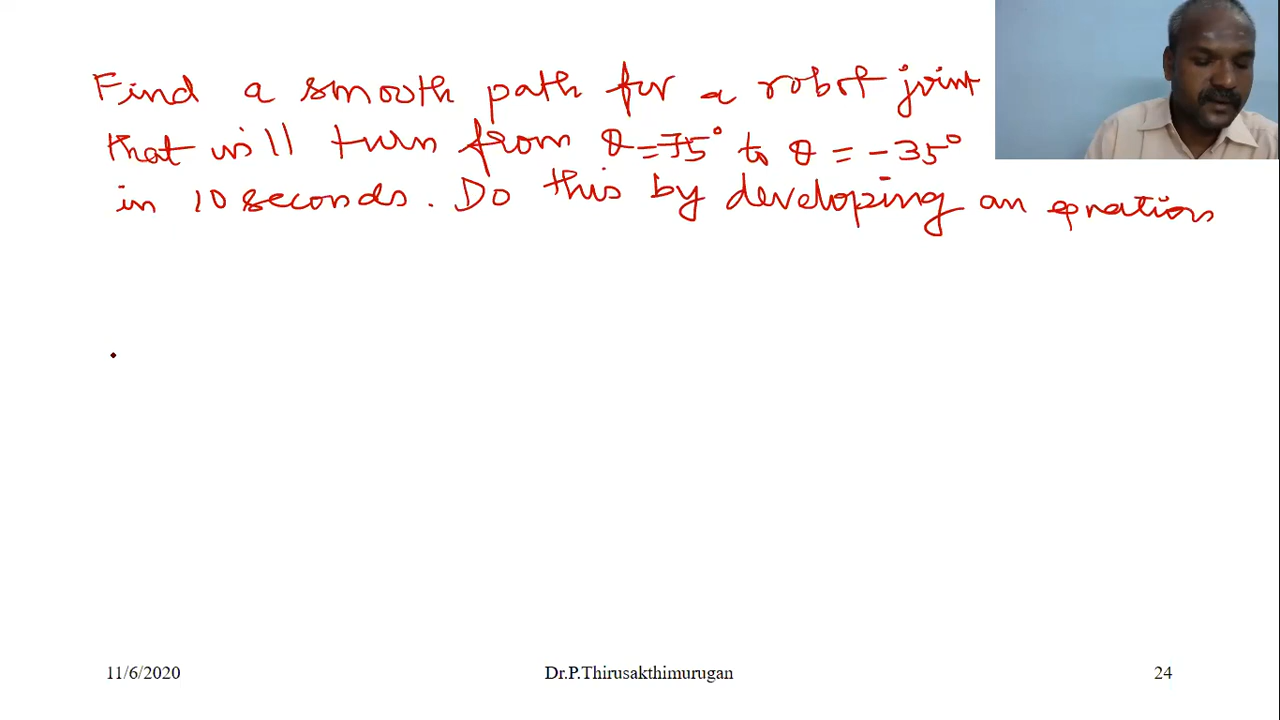 Find a smooth path for a robot joint
that will turn from θ = 75° to θ = -35°
in 10 seconds. Do this by developing an equation
11/6/2020 Dr.P.Thirusakthimurugan 24